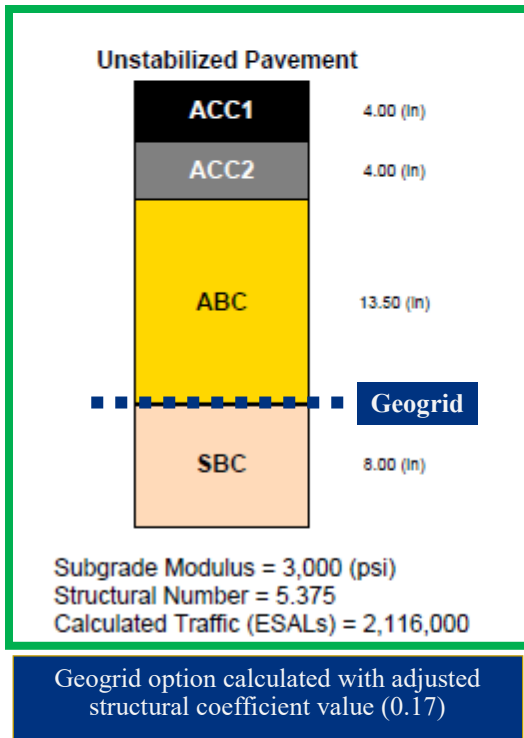 Unstabilized Pavement
ACC1
4.00 (in)
ACC2
4.00 (in)
ABC
13.50 (in)
Geogrid
SBC
8.00 (in)
Subgrade Modulus = 3,000 (psi)
Structural Number = 5.375
Calculated Traffic (ESALs) = 2,116,000
Geogrid option calculated with adjusted
structural coefficient value (0.17)